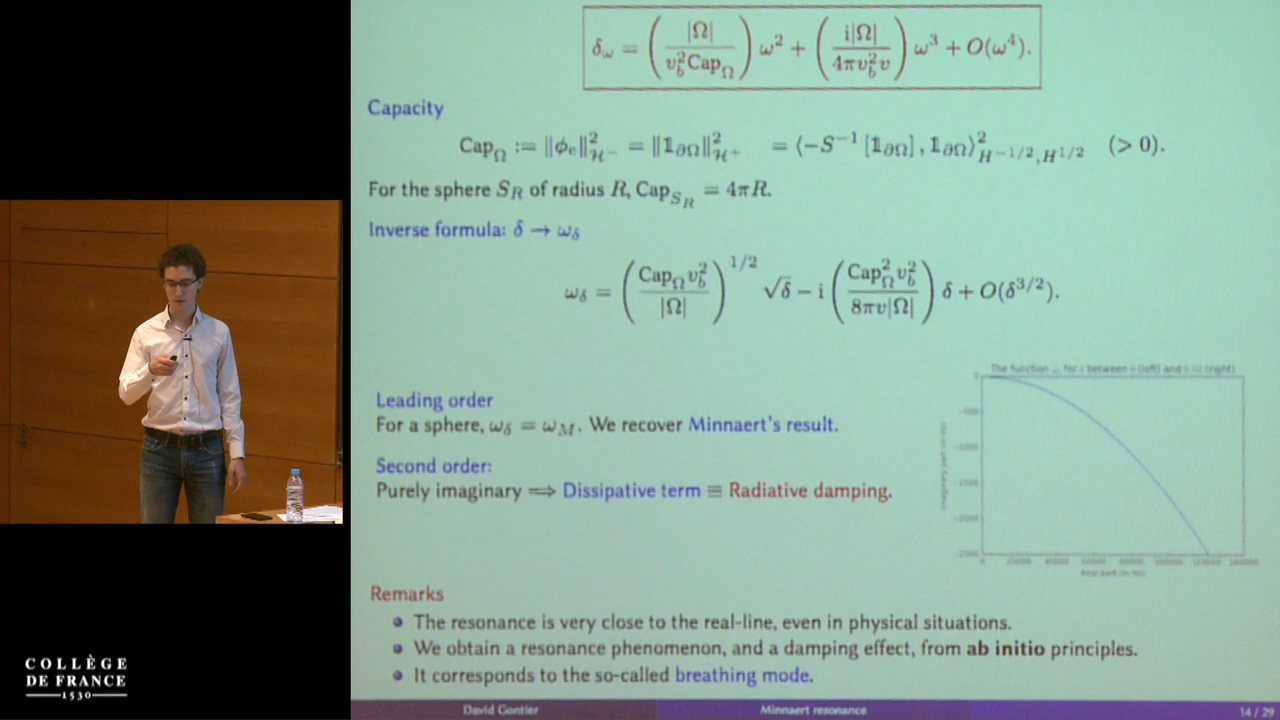 δ_ω = ( |Ω| / v_b² Cap_Ω ) ω² + ( i|Ω| / 4πv_b² v ) ω³ + O(ω⁴).
Capacity
Cap_Ω := ‖ϕ_e‖²_{ℋ⁻} = ‖𝟙_{∂Ω}‖²_{ℋ⁺} = ⟨−S⁻¹ [𝟙_{∂Ω}] , 𝟙_{∂Ω}⟩²_{H^{−1/2}, H^{1/2}} (> 0).
For the sphere S_R of radius R, Cap_{S_R} = 4πR.
Inverse formula: δ → ω_δ
ω_δ = ( Cap_Ω v_b² / |Ω| )^{1/2} √δ − i ( Cap_Ω² v_b² / 8πv|Ω| ) δ + O(δ^{3/2}).
Leading order
For a sphere, ω_δ = ω_M. We recover Minnaert's result.
Second order:
Purely imaginary ⟹ Dissipative term ≡ Radiative damping.
Remarks
The resonance is very close to the real-line, even in physical situations.
We obtain a resonance phenomenon, and a damping effect, from ab initio principles.
It corresponds to the so-called breathing mode.
David Gontier Minnaert resonance 14 / 29
COLLÈGE
DE FRANCE
1530